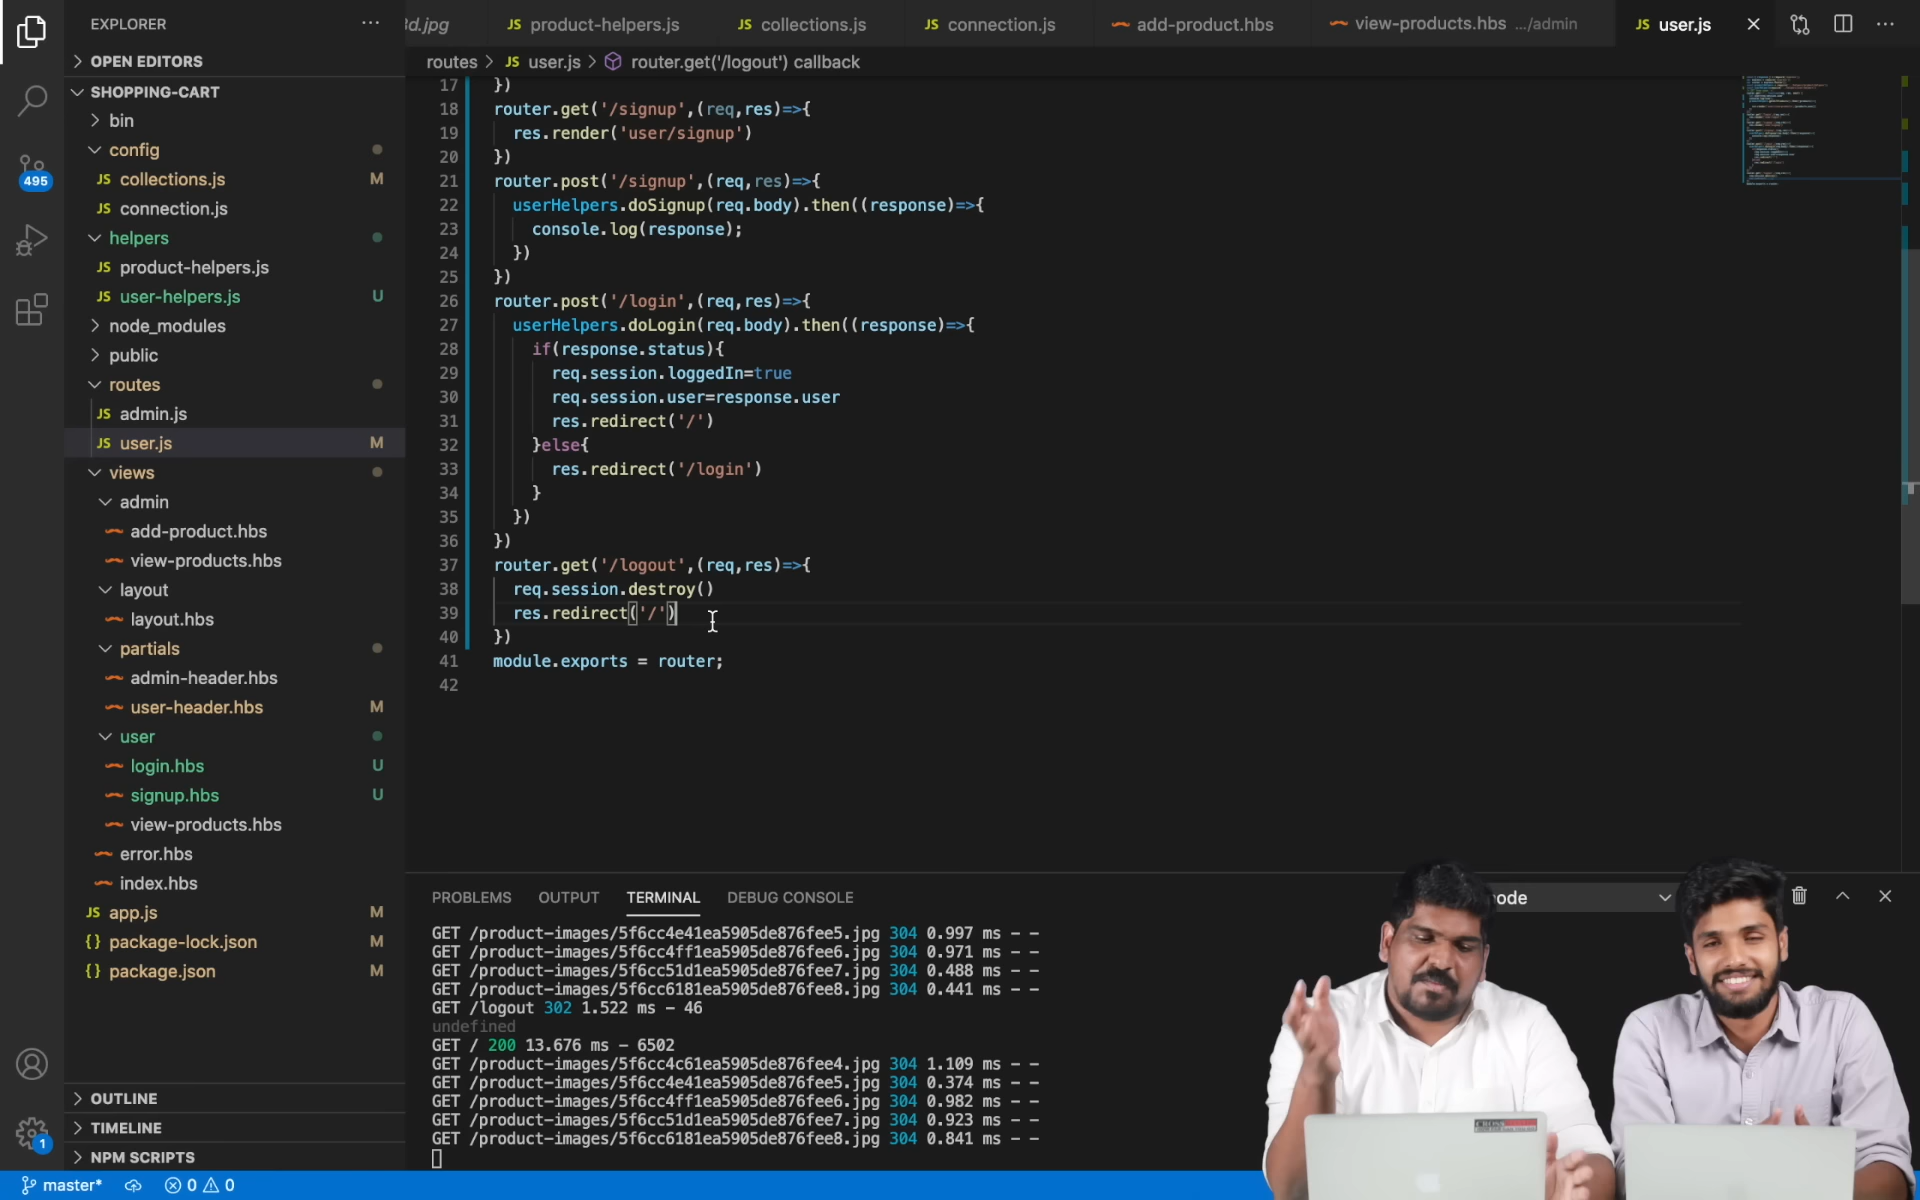 EXPLORER
OPEN EDITORS
SHOPPING-CART
bin
config
collections.js M
connection.js
helpers
product-helpers.js
user-helpers.js U
node_modules
public
routes
admin.js
user.js M
views
admin
add-product.hbs
view-products.hbs
layout
layout.hbs
partials
admin-header.hbs
user-header.hbs M
user
login.hbs U
signup.hbs U
view-products.hbs
error.hbs
index.hbs
app.js M
package-lock.json M
package.json M
OUTLINE
TIMELINE
NPM SCRIPTS
495
1
3d.jpg JS product-helpers.js JS collections.js JS connection.js add-product.hbs view-products.hbs .../admin JS user.js
routes > JS user.js > router.get('/logout') callback
17 })
18 router.get('/signup',(req,res)=>{
19 res.render('user/signup')
20 })
21 router.post('/signup',(req,res)=>{
22 userHelpers.doSignup(req.body).then((response)=>{
23 console.log(response);
24 })
25 })
26 router.post('/login',(req,res)=>{
27 userHelpers.doLogin(req.body).then((response)=>{
28 if(response.status){
29 req.session.loggedIn=true
30 req.session.user=response.user
31 res.redirect('/')
32 }else{
33 res.redirect('/login')
34 }
35 })
36 })
37 router.get('/logout',(req,res)=>{
38 req.session.destroy()
39 res.redirect('/')
40 })
41 module.exports = router;
42
PROBLEMS OUTPUT TERMINAL DEBUG CONSOLE
GET /product-images/5f6cc4e41ea5905de876fee5.jpg 304 0.997 ms - -
GET /product-images/5f6cc4ff1ea5905de876fee6.jpg 304 0.971 ms - -
GET /product-images/5f6cc51d1ea5905de876fee7.jpg 304 0.488 ms - -
GET /product-images/5f6cc6181ea5905de876fee8.jpg 304 0.441 ms - -
GET /logout 302 1.522 ms - 46
undefined
GET / 200 13.676 ms - 6502
GET /product-images/5f6cc4c61ea5905de876fee4.jpg 304 1.109 ms - -
GET /product-images/5f6cc4e41ea5905de876fee5.jpg 304 0.374 ms - -
GET /product-images/5f6cc4ff1ea5905de876fee6.jpg 304 0.982 ms - -
GET /product-images/5f6cc51d1ea5905de876fee7.jpg 304 0.923 ms - -
GET /product-images/5f6cc6181ea5905de876fee8.jpg 304 0.841 ms - -
master* 0 0